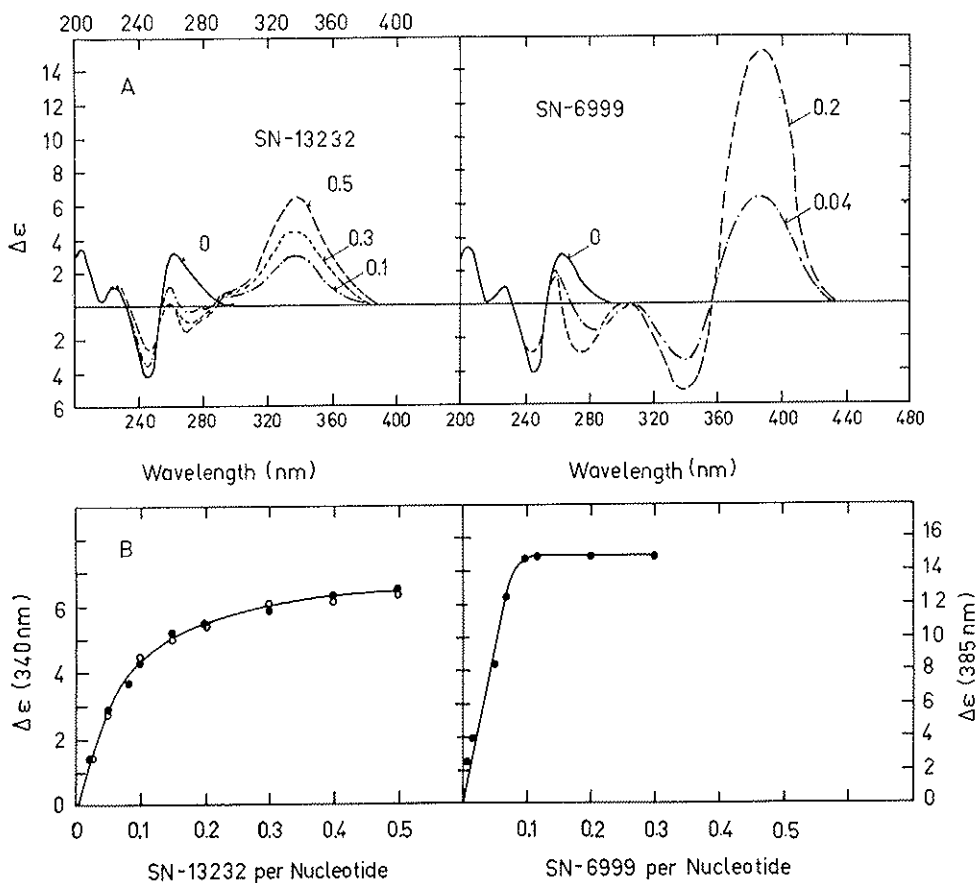 200 240 280 320 360 400
A
SN-13232
0.5
0
0.3
0.1
SN-6999
0.2
0
0.04
Δε
14
12
10
8
6
4
2
2
4
6
240 280 320 360 400
200 240 280 320 360 400 440 480
Wavelength (nm)
Wavelength (nm)
B
Δε (340nm)
6
4
2
0
16
14
12
10
8
6
4
2
0
Δε (385 nm)
0 0.1 0.2 0.3 0.4 0.5
0.1 0.2 0.3 0.4 0.5
SN-13232 per Nucleotide
SN-6999 per Nucleotide